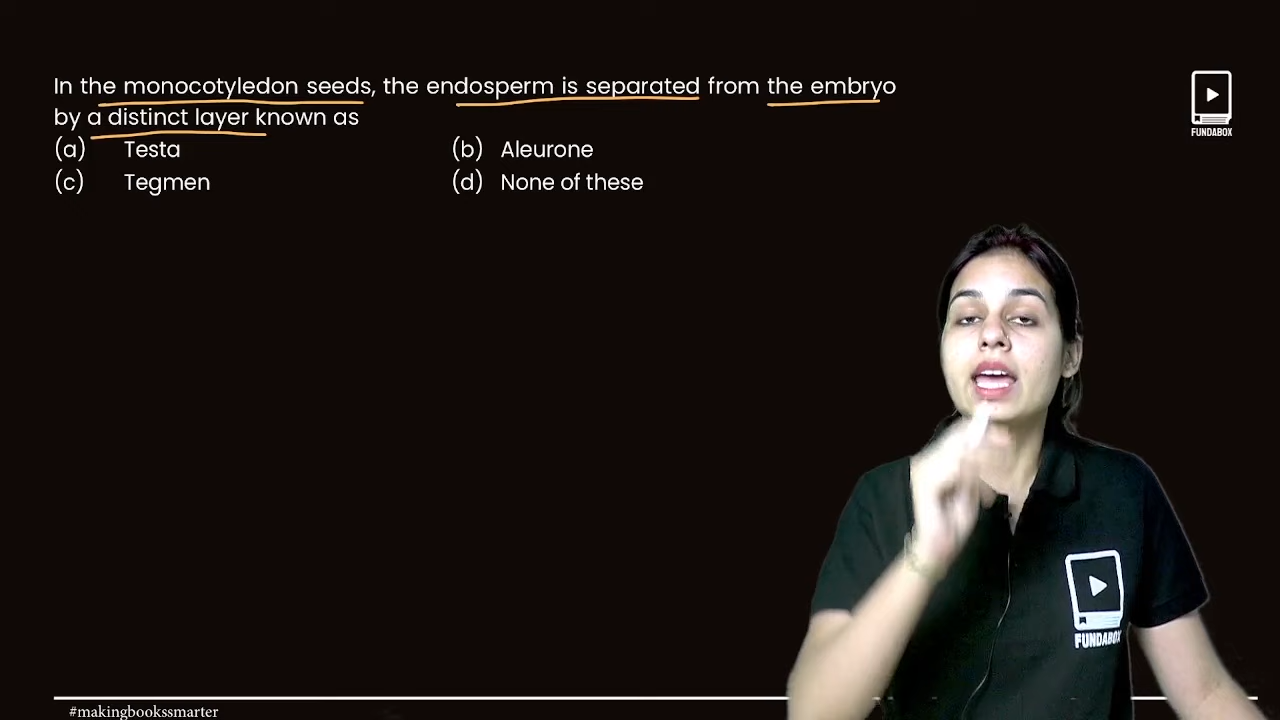 In the monocotyledon seeds, the endosperm is separated from the embryo
by a distinct layer known as
(a) Testa (b) Aleurone
(c) Tegmen (d) None of these
FUNDABOX
FUNDABOX
#makingbookssmarter